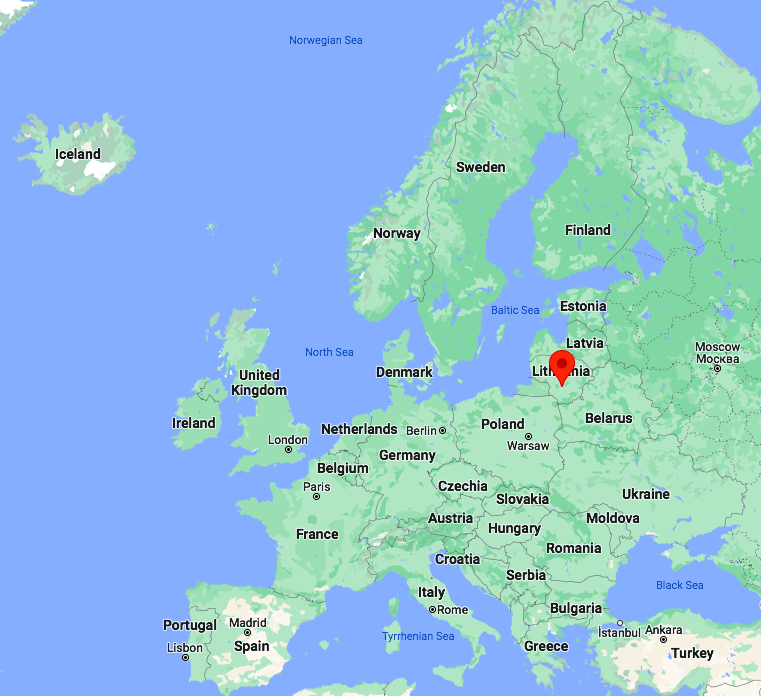 Norwegian Sea
Iceland
Sweden
Finland
Norway
Baltic Sea
Estonia
Latvia
Moscow
Москва
North Sea
Denmark
United
Kingdom
Ireland
Belarus
Poland
Netherlands
Berlin
London
Warsaw
Germany
Belgium
Paris
Czechia
Slovakia
Ukraine
Austria
Moldova
Hungary
France
Romania
Croatia
Serbia
Black Sea
Italy
Rome
Bulgaria
Portugal
Madrid
İstanbul
Ankara
Tyrrhenian Sea
Lisbon
Spain
Greece
Turkey